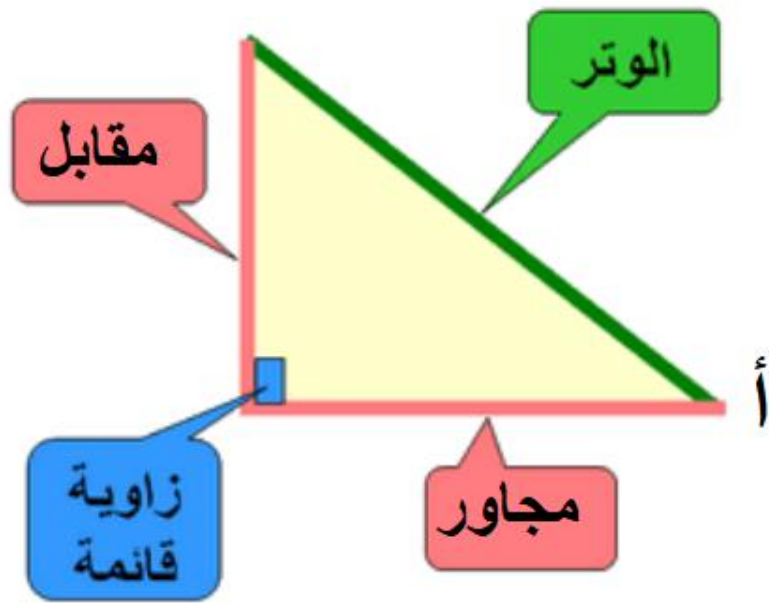 الوتر
مقابل
أ
زاوية
قائمة
مجاور